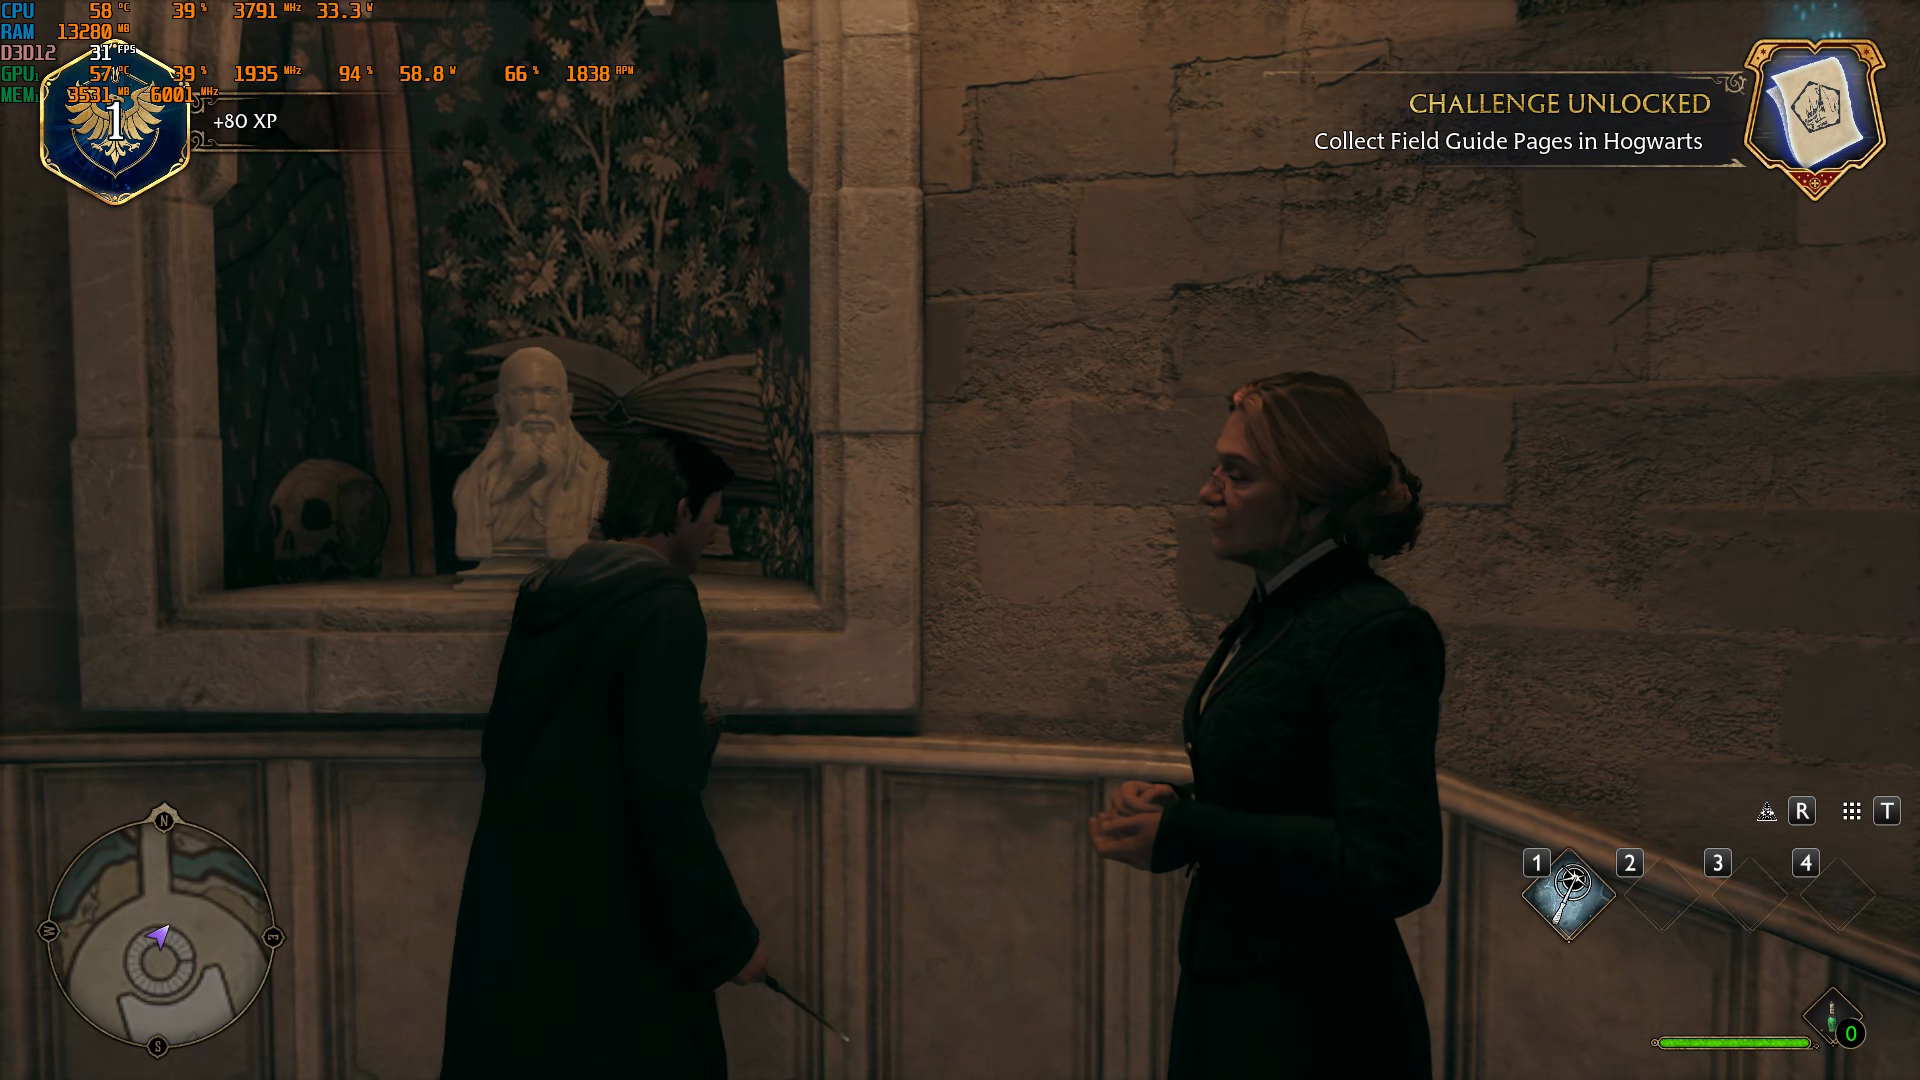 CPU 58 °C 39 % 3791 MHz 33.3 W
RAM 13280 MB
D3D12 31 FPS
GPU1 57 °C 39 % 1935 MHz 94 % 58.8 W 66 % 1838 RPM
MEM1 3531 MB 6001 MHz
1
+80 XP
CHALLENGE UNLOCKED
Collect Field Guide Pages in Hogwarts
N
W
E
S
R T
1 2 3 4
0